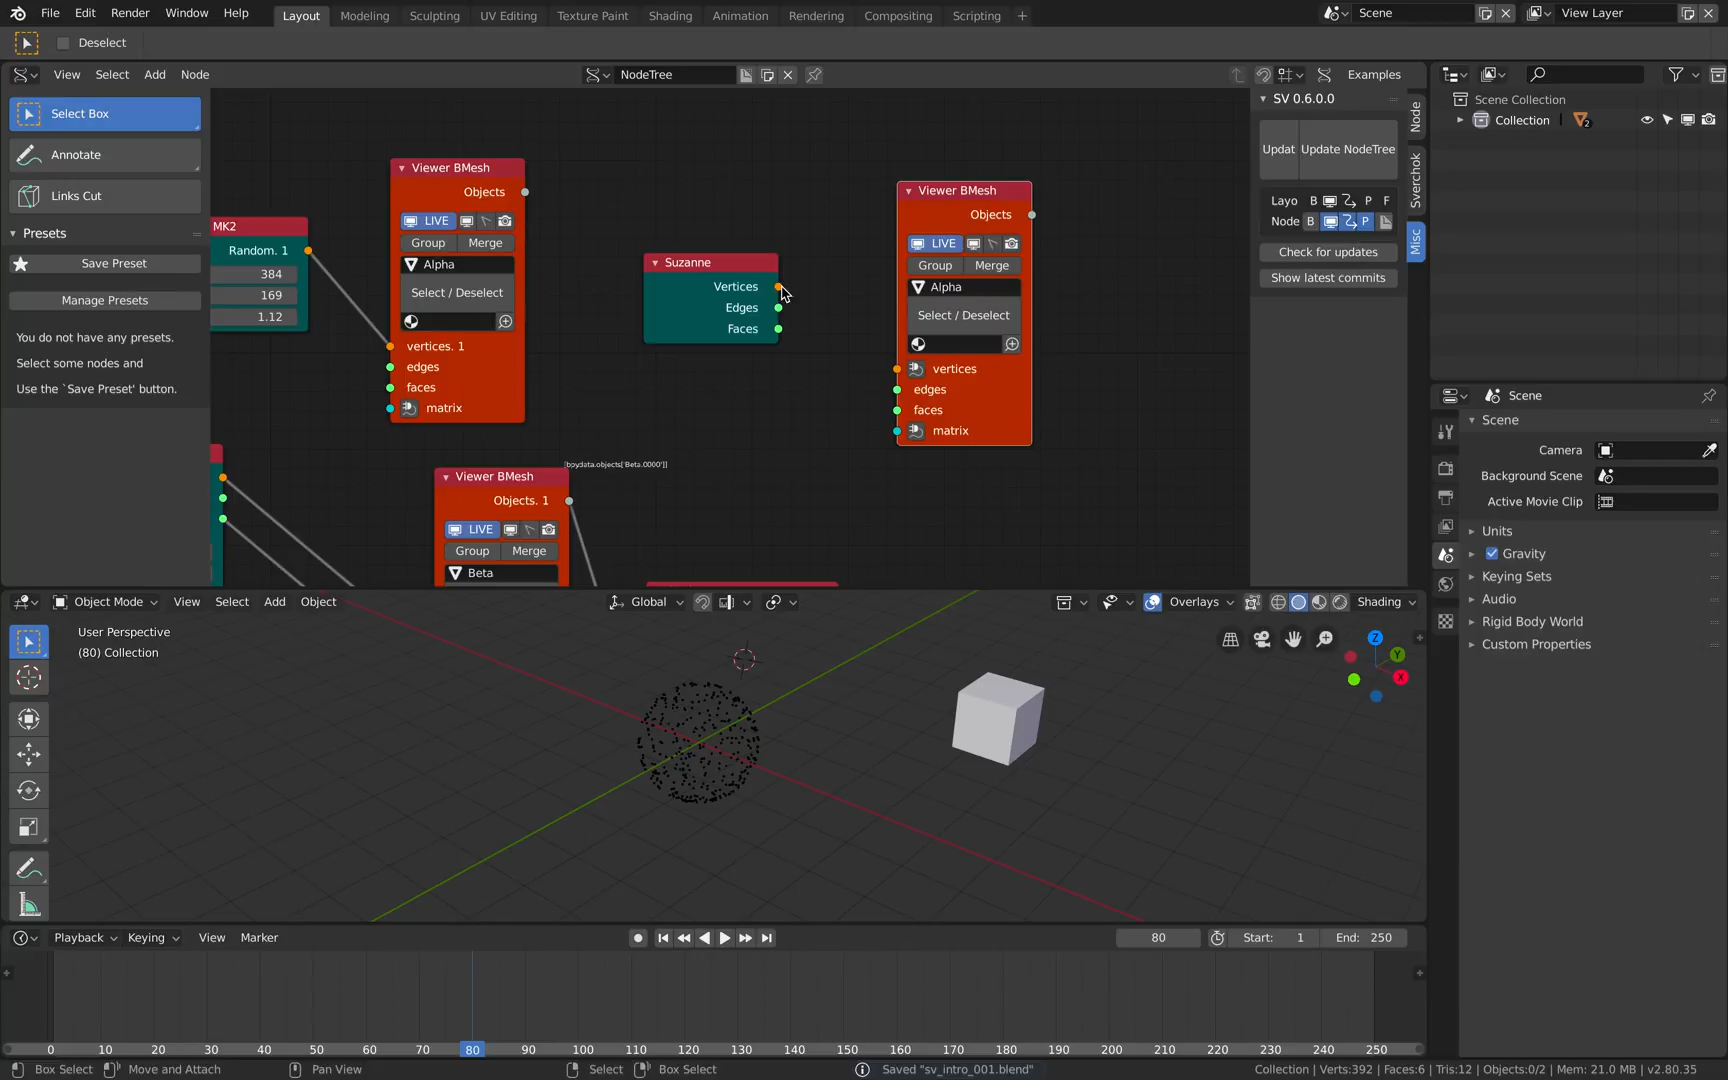 File Edit Render Window Help Layout Modeling Sculpting UV Editing Texture Paint Shading Animation Rendering Compositing Scripting + Scene View Layer
Deselect
View Select Add Node NodeTree Examples
Select Box
Annotate
Links Cut
Presets
Save Preset
Manage Presets
You do not have any presets.
Select some nodes and
Use the `Save Preset' button.
MK2
Random. 1
384
169
1.12
Viewer BMesh
Objects
LIVE
Group Merge
Alpha
Select / Deselect
vertices. 1
edges
faces
matrix
Suzanne
Vertices
Edges
Faces
Viewer BMesh
Objects
LIVE
Group Merge
Alpha
Select / Deselect
vertices
edges
faces
matrix
[bpy.data.objects['Beta.0000']]
Viewer BMesh
Objects. 1
LIVE
Group Merge
Beta
SV 0.6.0.0
Updat Update NodeTree
Layo B P F
Node B P
Check for updates
Show latest commits
Node
Sverchok
Misc
Scene Collection
Collection 2
Scene
Scene
Camera
Background Scene
Active Movie Clip
Units
Gravity
Keying Sets
Audio
Rigid Body World
Custom Properties
Object Mode View Select Add Object Global Overlays Shading
User Perspective
(80) Collection
Z
Y
X
Playback Keying View Marker 80 Start: 1 End: 250
0 10 20 30 40 50 60 70 80 90 100 110 120 130 140 150 160 170 180 190 200 210 220 230 240 250
Box Select Move and Attach Pan View Select Box Select Saved "sv_intro_001.blend" Collection | Verts:392 | Faces:6 | Tris:12 | Objects:0/2 | Mem: 21.0 MB | v2.80.35